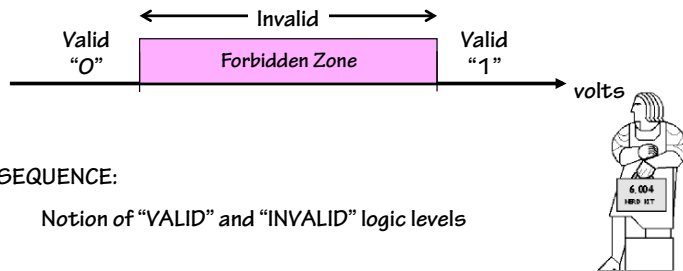 Invalid
Valid
"0"
Forbidden Zone
Valid
"1"
volts
SEQUENCE:
Notion of "VALID" and "INVALID" logic levels
6.004
NERD KIT